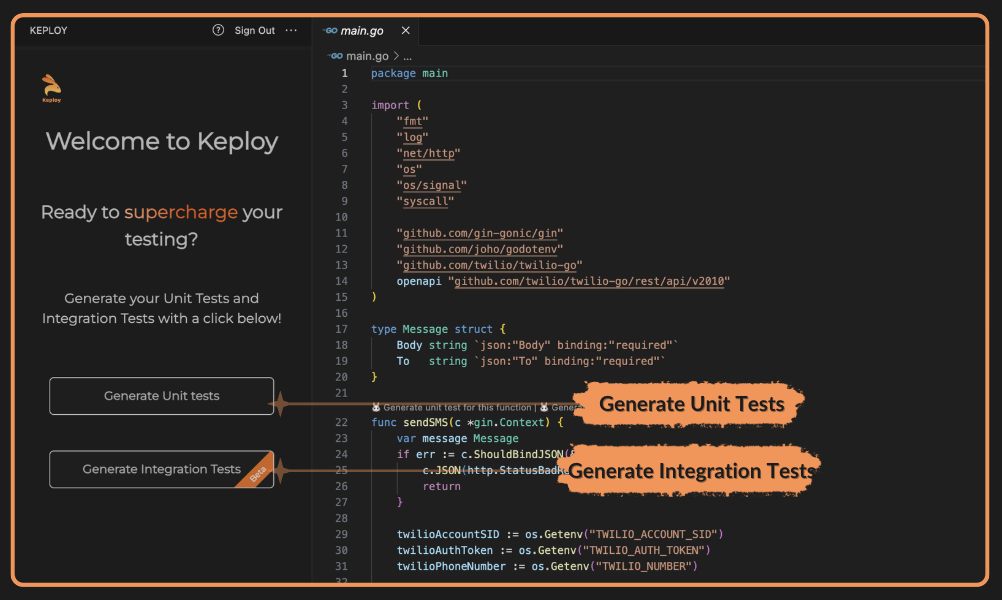 KEPLOY
Sign Out ···
Keploy
Welcome to Keploy
Ready to supercharge your
testing?
Generate your Unit Tests and
Integration Tests with a click below!
Generate Unit tests
Generate Integration Tests
Beta
GO main.go ×
GO main.go > ...
1 package main
2
3 import (
4 "fmt"
5 "log"
6 "net/http"
7 "os"
8 "os/signal"
9 "syscall"
10
11 "github.com/gin-gonic/gin"
12 "github.com/joho/godotenv"
13 "github.com/twilio/twilio-go"
14 openapi "github.com/twilio/twilio-go/rest/api/v2010"
15 )
16
17 type Message struct {
18 Body string `json:"Body" binding:"required"`
19 To string `json:"To" binding:"required"`
20 }
21
Generate unit test for this function |
22 func sendSMS(c *gin.Context) {
23 var message Message
24 if err := c.ShouldBindJSON(
25 c.JSON(http.StatusBadRe
26 return
27 }
28
29 twilioAccountSID := os.Getenv("TWILIO_ACCOUNT_SID")
30 twilioAuthToken := os.Getenv("TWILIO_AUTH_TOKEN")
31 twilioPhoneNumber := os.Getenv("TWILIO_NUMBER")
32
Generate Unit Tests
Generate Integration Tests